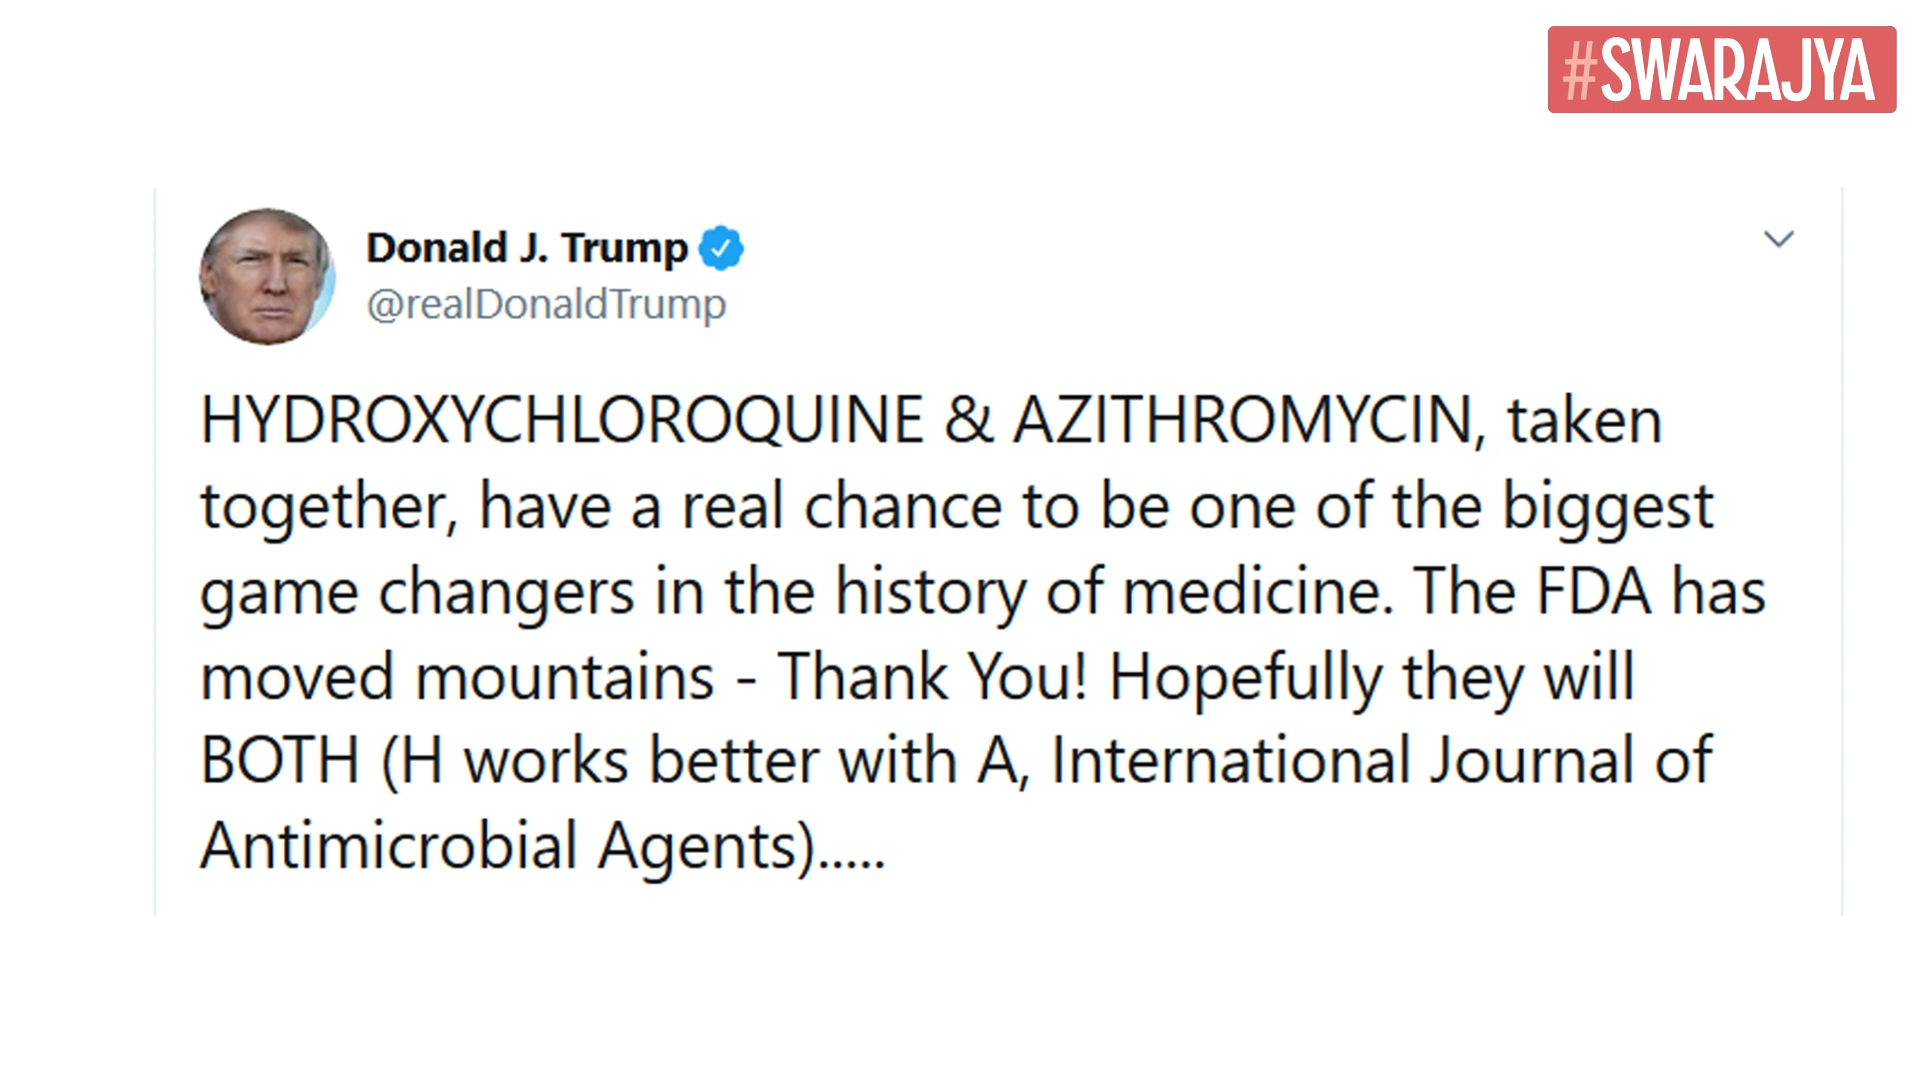 #SWARAJYA
Donald J. Trump
@realDonaldTrump
HYDROXYCHLOROQUINE & AZITHROMYCIN, taken
together, have a real chance to be one of the biggest
game changers in the history of medicine. The FDA has
moved mountains - Thank You! Hopefully they will
BOTH (H works better with A, International Journal of
Antimicrobial Agents).....